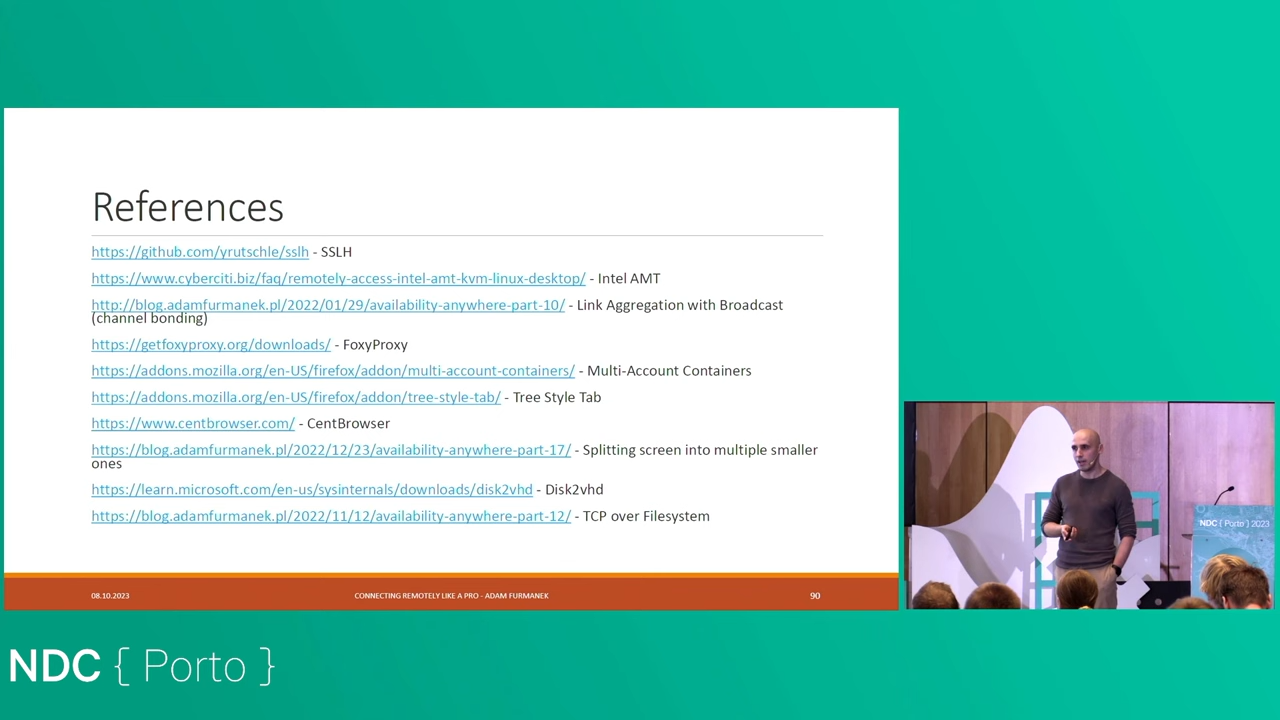 References
https://github.com/yrutschle/sslh - SSLH
https://www.cyberciti.biz/faq/remotely-access-intel-amt-kvm-linux-desktop/ - Intel AMT
http://blog.adamfurmanek.pl/2022/01/29/availability-anywhere-part-10/ - Link Aggregation with Broadcast
(channel bonding)
https://getfoxyproxy.org/downloads/ - FoxyProxy
https://addons.mozilla.org/en-US/firefox/addon/multi-account-containers/ - Multi-Account Containers
https://addons.mozilla.org/en-US/firefox/addon/tree-style-tab/ - Tree Style Tab
https://www.centbrowser.com/ - CentBrowser
https://blog.adamfurmanek.pl/2022/12/23/availability-anywhere-part-17/ - Splitting screen into multiple smaller
ones
https://learn.microsoft.com/en-us/sysinternals/downloads/disk2vhd - Disk2vhd
https://blog.adamfurmanek.pl/2022/11/12/availability-anywhere-part-12/ - TCP over Filesystem
08.10.2023 CONNECTING REMOTELY LIKE A PRO - ADAM FURMANEK 90
NDC { Porto } 2023
NDC { Porto }